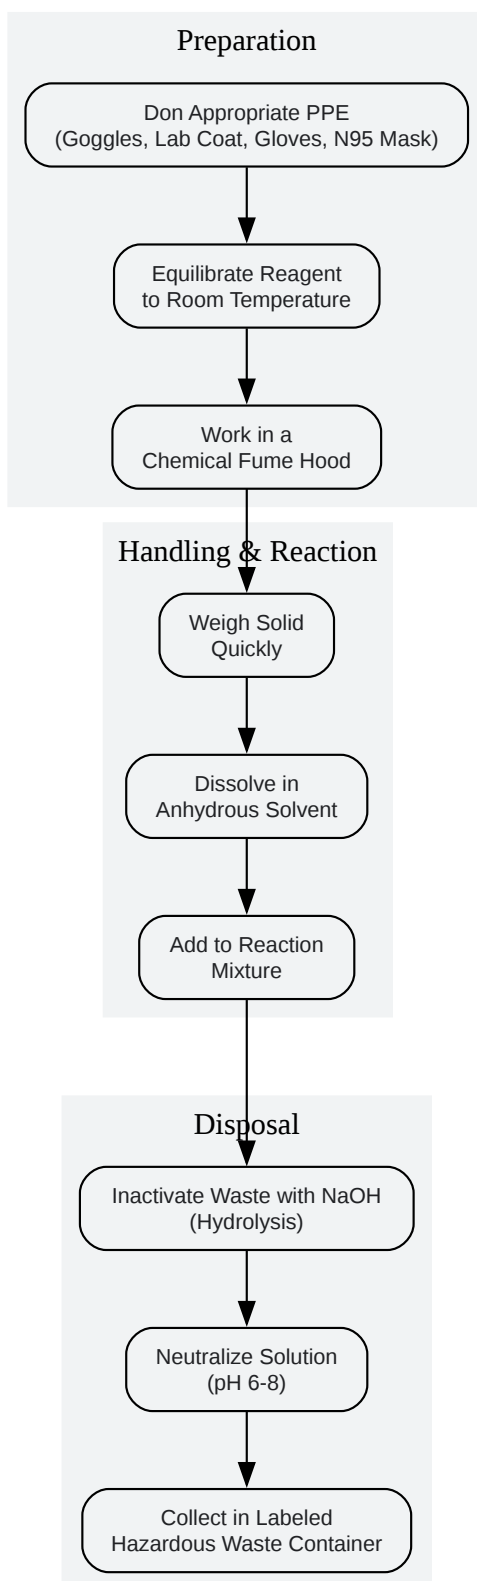 Preparation
Don Appropriate PPE
(Goggles, Lab Coat, Gloves, N95 Mask)
Equilibrate Reagent
to Room Temperature
Work in a
Chemical Fume Hood
Handling & Reaction
Weigh Solid
Quickly
Dissolve in
Anhydrous Solvent
Add to Reaction
Mixture
Disposal
Inactivate Waste with NaOH
(Hydrolysis)
Neutralize Solution
(pH 6-8)
Collect in Labeled
Hazardous Waste Container